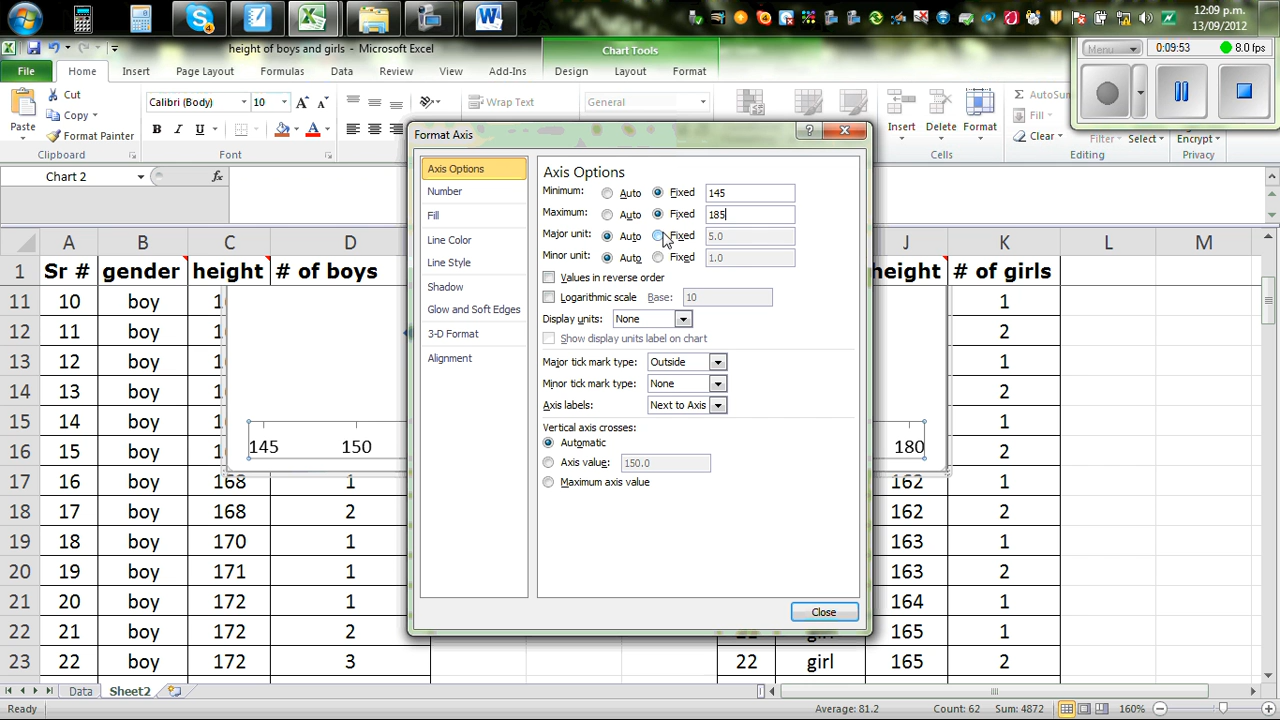 12:09 p.m.
13/09/2012
height of boys and girls - Microsoft Excel
Chart Tools
Menu
0:09:53
8.0 fps
File
Home
Insert
Page Layout
Formulas
Data
Review
View
Add-Ins
Design
Layout
Format
Paste
Cut
Copy
Format Painter
Clipboard
Calibri (Body)
10
B I U
Font
Wrap Text
General
Insert
Delete
Format
Cells
AutoSum
Fill
Clear
Filter
Select
Editing
Encrypt
Privacy
Chart 2
fx
Format Axis
Axis Options
Number
Fill
Line Color
Line Style
Shadow
Glow and Soft Edges
3-D Format
Alignment
Axis Options
Minimum: Auto Fixed 145
Maximum: Auto Fixed 185
Major unit: Auto Fixed 5.0
Minor unit: Auto Fixed 1.0
Values in reverse order
Logarithmic scale Base: 10
Display units: None
Show display units label on chart
Major tick mark type: Outside
Minor tick mark type: None
Axis labels: Next to Axis
Vertical axis crosses:
Automatic
Axis value: 150.0
Maximum axis value
Close
A B C D J K L M
1 Sr # gender height # of boys height # of girls
11 10 boy 1
12 11 boy 2
13 12 boy 1
14 13 boy 2
15 14 boy 1
16 15 boy 2
145 150 180
17 16 boy 168 1 162 1
18 17 boy 168 2 162 2
19 18 boy 170 1 163 1
20 19 boy 171 1 163 2
21 20 boy 172 1 164 1
22 21 boy 172 2 165 1
23 22 boy 172 3 22 girl 165 2
Data
Sheet2
Ready
Average: 81.2
Count: 62
Sum: 4872
160%